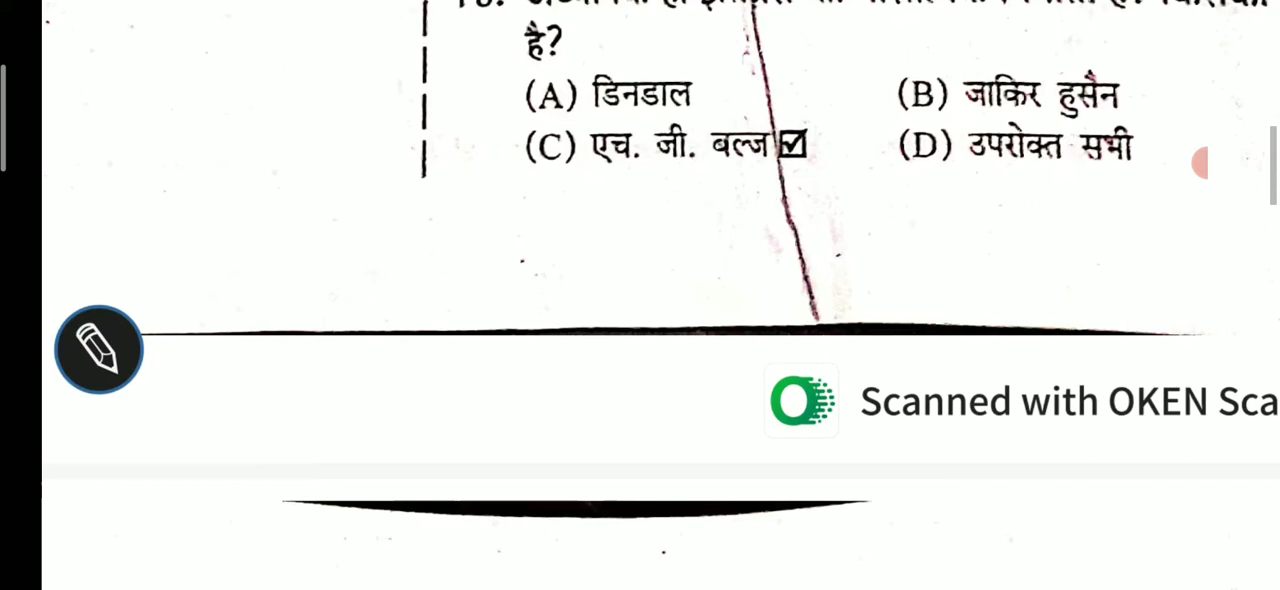 है?
(A) डिनडाल (B) जाकिर हुसैन
(C) एच. जी. बल्ज ☑ (D) उपरोक्त सभी
Scanned with OKEN Sca